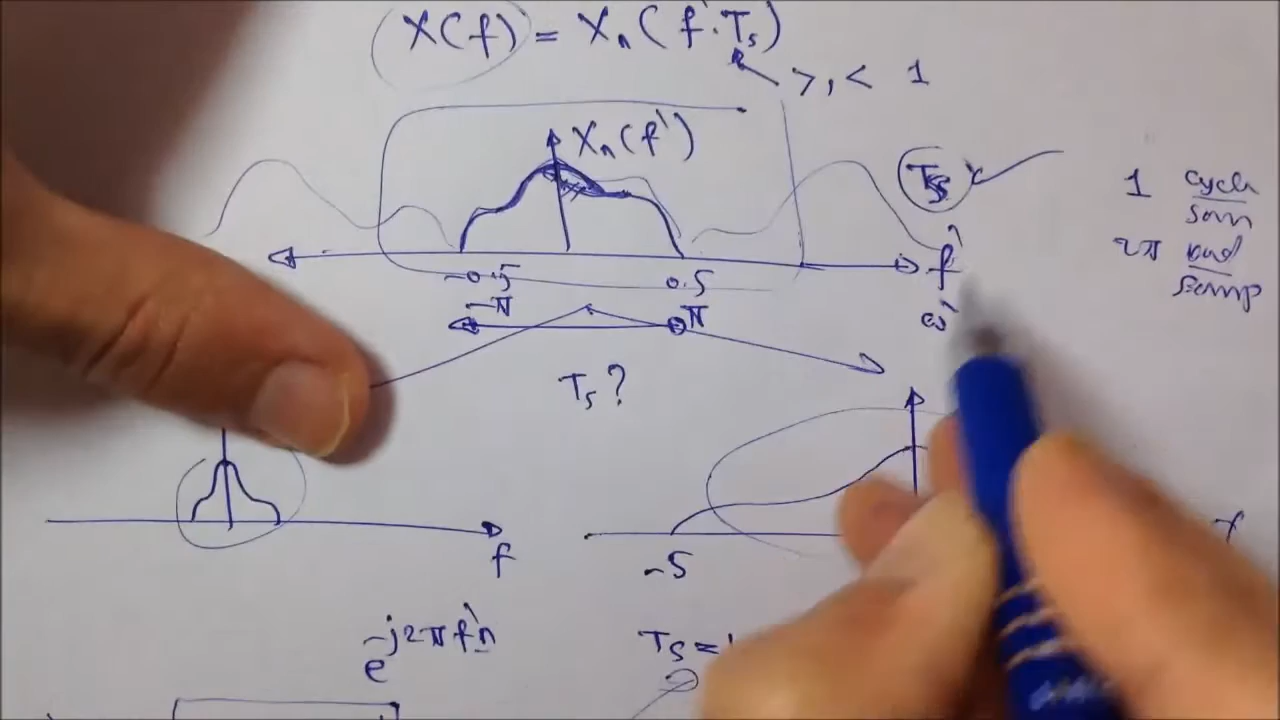 X(f) = Xn(f'.Ts)
>,< 1
Xn(f')
Ts
1 cycle
sam
2π rad
samp
-0.5 0.5 f'
-π π ω'
Ts?
-5
f
e^-j2πf'n
Ts =